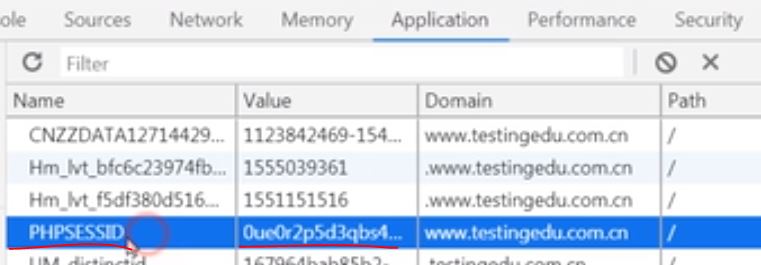 ole Sources Network Memory Application Performance Security
Filter
Name Value Domain Path
CNZZDATA12714429... 1123842469-154... www.testingedu.com.cn /
Hm_lvt_bfc6c23974fb... 1555039361 .www.testingedu.com.cn /
Hm_lvt_f5df380d516... 1551151516 .www.testingedu.com.cn /
PHPSESSID 0ue0r2p5d3qbs4... www.testingedu.com.cn /
UM_distinctid 167964bab85b2- .testingedu.com.cn /